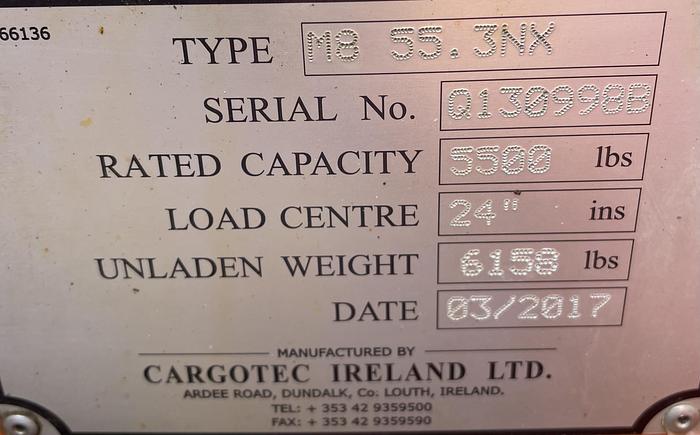 66136
TYPE M8 55.3NX
SERIAL No. Q130998B
RATED CAPACITY 5500 lbs
LOAD CENTRE 24" ins
UNLADEN WEIGHT 6158 lbs
DATE 03/2017
MANUFACTURED BY
CARGOTEC IRELAND LTD.
ARDEE ROAD, DUNDALK, Co: LOUTH, IRELAND.
TEL: + 353 42 9359500
FAX: + 353 42 9359590